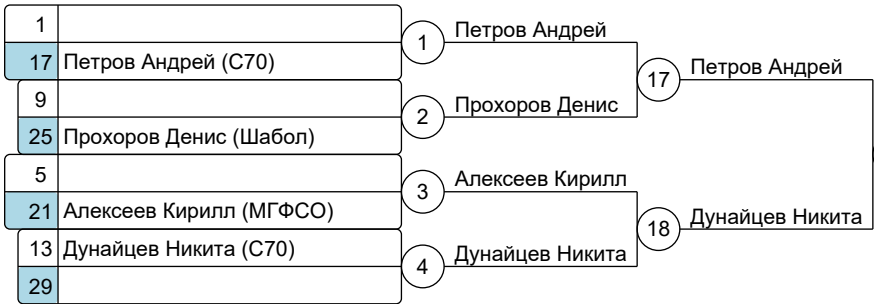 1
17 Петров Андрей (С70)
1
Петров Андрей
9
25 Прохоров Денис (Шабол)
2
Прохоров Денис
17
Петров Андрей
5
21 Алексеев Кирилл (МГФСО)
3
Алексеев Кирилл
13 Дунайцев Никита (С70)
29
4
Дунайцев Никита
18
Дунайцев Никита